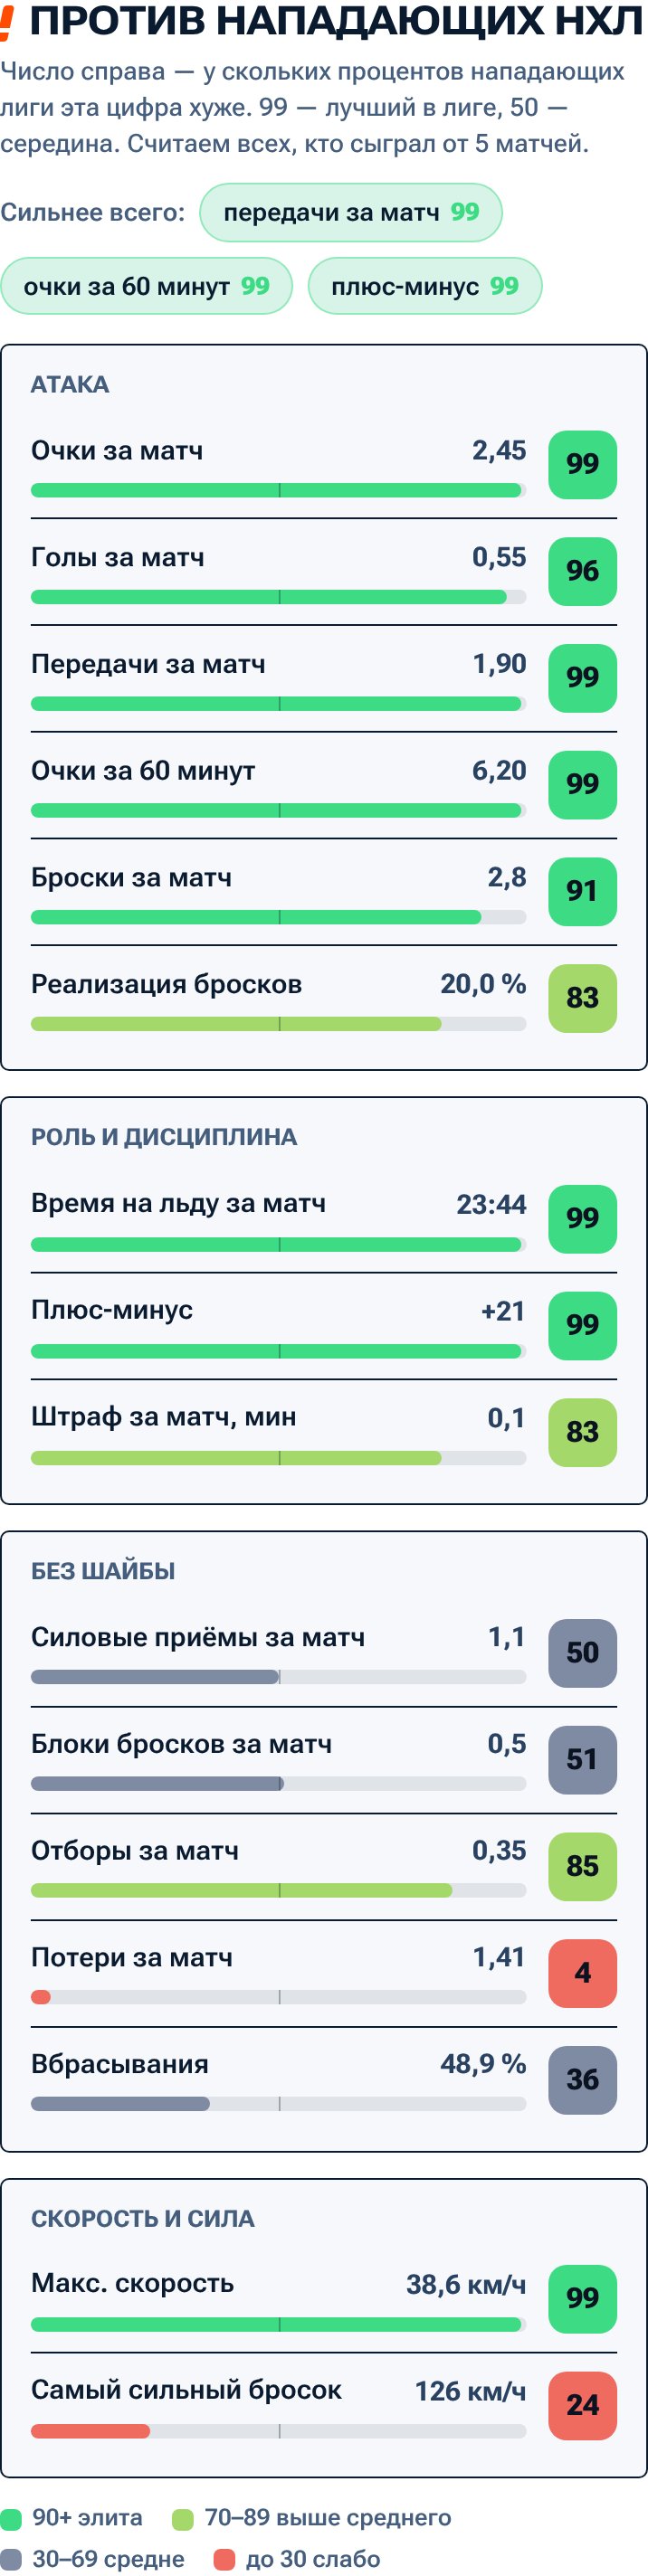 ! ПРОТИВ НАПАДАЮЩИХ НХЛ
Число справа — у скольких процентов нападающих
лиги эта цифра хуже. 99 — лучший в лиге, 50 —
середина. Считаем всех, кто сыграл от 5 матчей.
Сильнее всего: передачи за матч 99
очки за 60 минут 99 плюс-минус 99
АТАКА
Очки за матч 2,45 99
Голы за матч 0,55 96
Передачи за матч 1,90 99
Очки за 60 минут 6,20 99
Броски за матч 2,8 91
Реализация бросков 20,0 % 83
РОЛЬ И ДИСЦИПЛИНА
Время на льду за матч 23:44 99
Плюс-минус +21 99
Штраф за матч, мин 0,1 83
БЕЗ ШАЙБЫ
Силовые приёмы за матч 1,1 50
Блоки бросков за матч 0,5 51
Отборы за матч 0,35 85
Потери за матч 1,41 4
Вбрасывания 48,9 % 36
СКОРОСТЬ И СИЛА
Макс. скорость 38,6 км/ч 99
Самый сильный бросок 126 км/ч 24
90+ элита 70–89 выше среднего
30–69 средне до 30 слабо